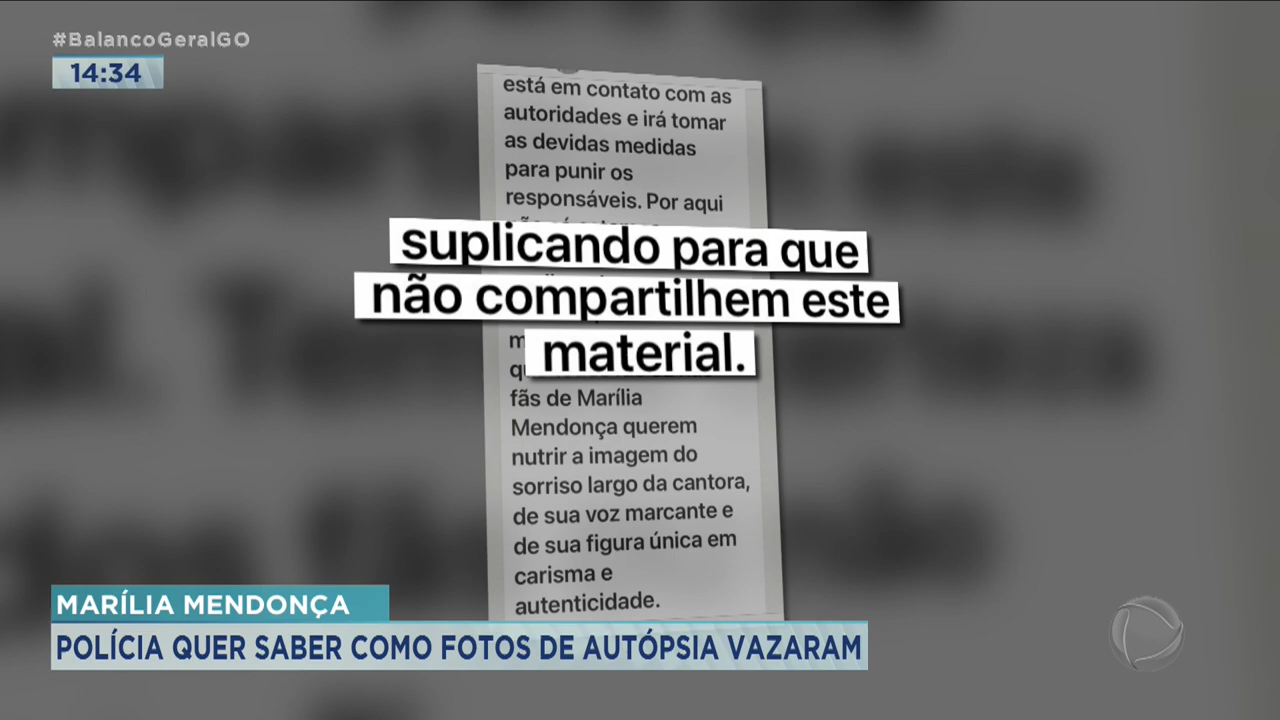 #BalancoGeralGO
14:34
está em contato com as
autoridades e irá tomar
as devidas medidas
para punir os
responsáveis. Por aqui
suplicando para que
não compartilhem este
material.
fãs de Marília
Mendonça querem
nutrir a imagem do
sorriso largo da cantora,
de sua voz marcante e
de sua figura única em
carisma e
autenticidade.
MARÍLIA MENDONÇA
POLÍCIA QUER SABER COMO FOTOS DE AUTÓPSIA VAZARAM